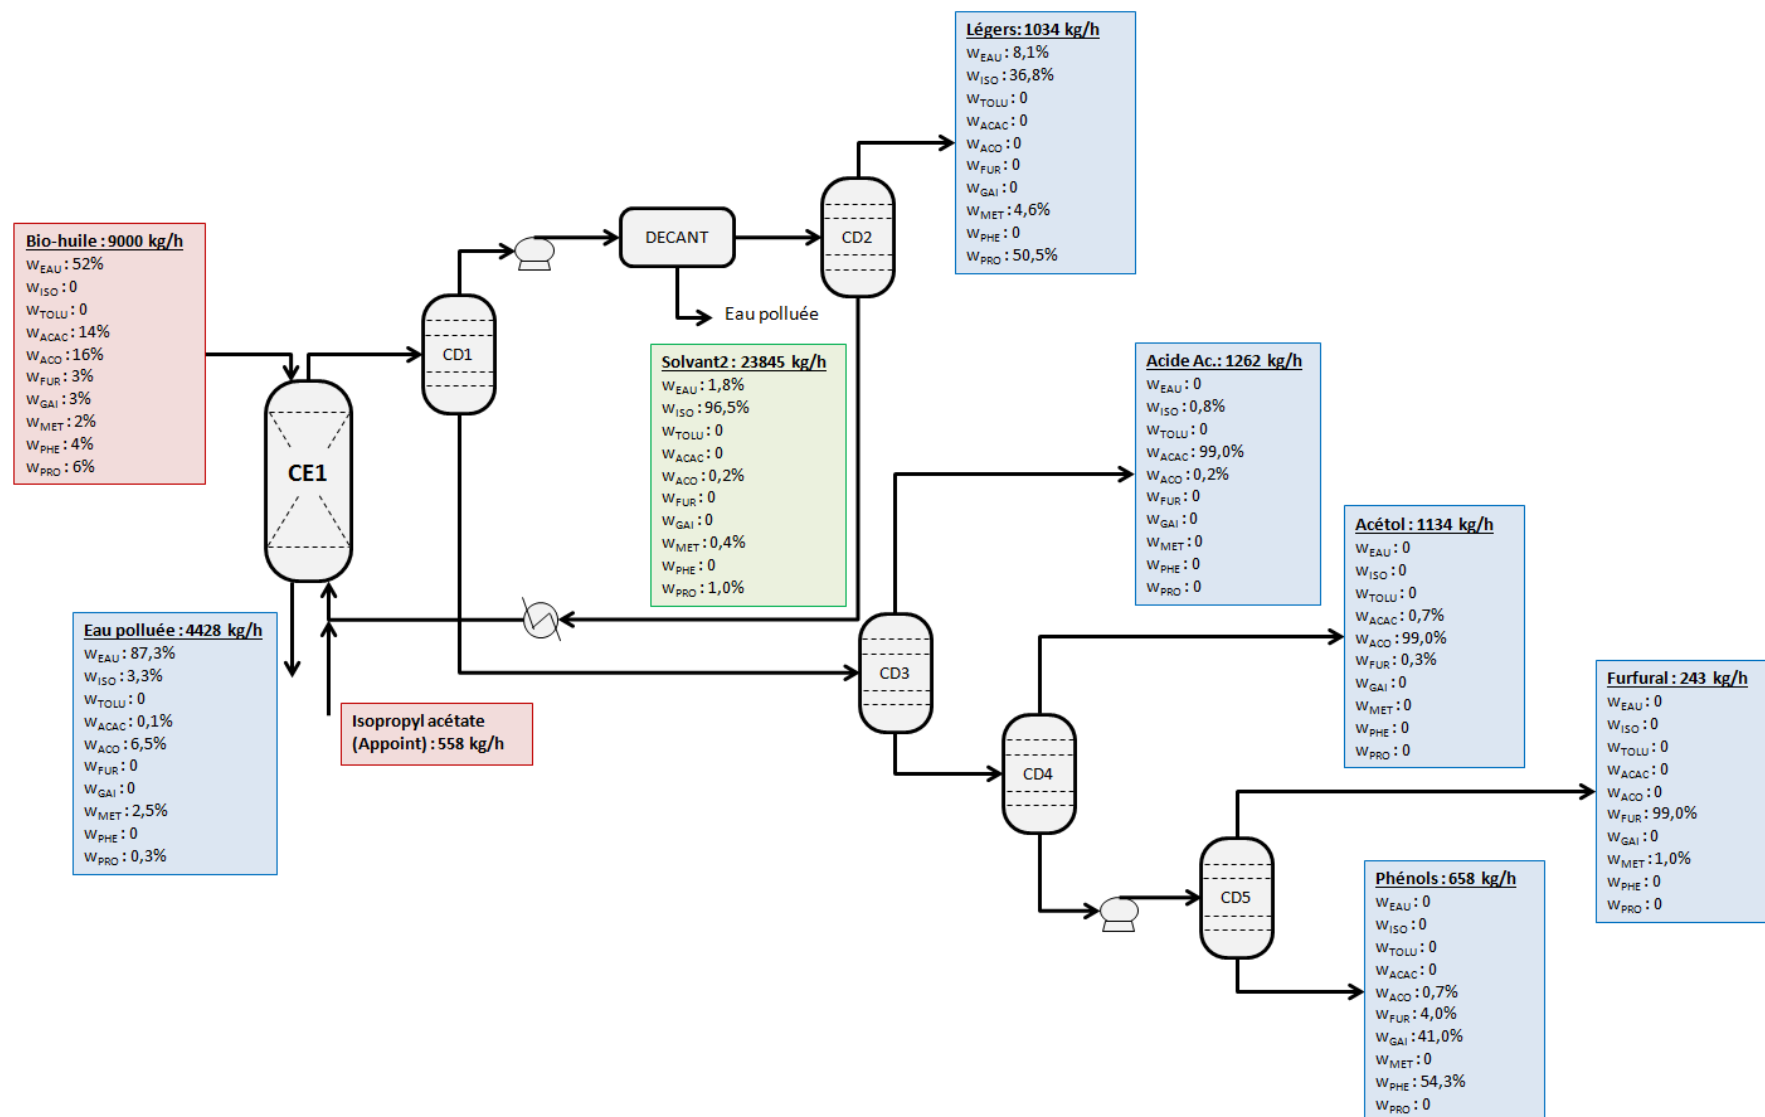 Légers: 1034 kg/h
wEAU : 8,1%
wISO : 36,8%
wTOLU : 0
wACAC : 0
wACO : 0
wFUR : 0
wGAI : 0
wMET : 4,6%
wPHE : 0
wPRO : 50,5%
Bio-huile : 9000 kg/h
wEAU : 52%
wISO : 0
wTOLU : 0
wACAC : 14%
wACO : 16%
wFUR : 3%
wGAI : 3%
wMET : 2%
wPHE : 4%
wPRO : 6%
CE1
CD1
DECANT
CD2
Eau polluée
Solvant2 : 23845 kg/h
wEAU : 1,8%
wISO : 96,5%
wTOLU : 0
wACAC : 0
wACO : 0,2%
wFUR : 0
wGAI : 0
wMET : 0,4%
wPHE : 0
wPRO : 1,0%
Acide Ac.: 1262 kg/h
wEAU : 0
wISO : 0,8%
wTOLU : 0
wACAC : 99,0%
wACO : 0,2%
wFUR : 0
wGAI : 0
wMET : 0
wPHE : 0
wPRO : 0
Eau polluée : 4428 kg/h
wEAU : 87,3%
wISO : 3,3%
wTOLU : 0
wACAC : 0,1%
wACO : 6,5%
wFUR : 0
wGAI : 0
wMET : 2,5%
wPHE : 0
wPRO : 0,3%
Isopropyl acétate
(Appoint) : 558 kg/h
CD3
Acétol : 1134 kg/h
wEAU : 0
wISO : 0
wTOLU : 0
wACAC : 0,7%
wACO : 99,0%
wFUR : 0,3%
wGAI : 0
wMET : 0
wPHE : 0
wPRO : 0
CD4
Furfural : 243 kg/h
wEAU : 0
wISO : 0
wTOLU : 0
wACAC : 0
wACO : 0
wFUR : 99,0%
wGAI : 0
wMET : 1,0%
wPHE : 0
wPRO : 0
CD5
Phénols : 658 kg/h
wEAU : 0
wISO : 0
wTOLU : 0
wACAC : 0
wACO : 0,7%
wFUR : 4,0%
wGAI : 41,0%
wMET : 0
wPHE : 54,3%
wPRO : 0